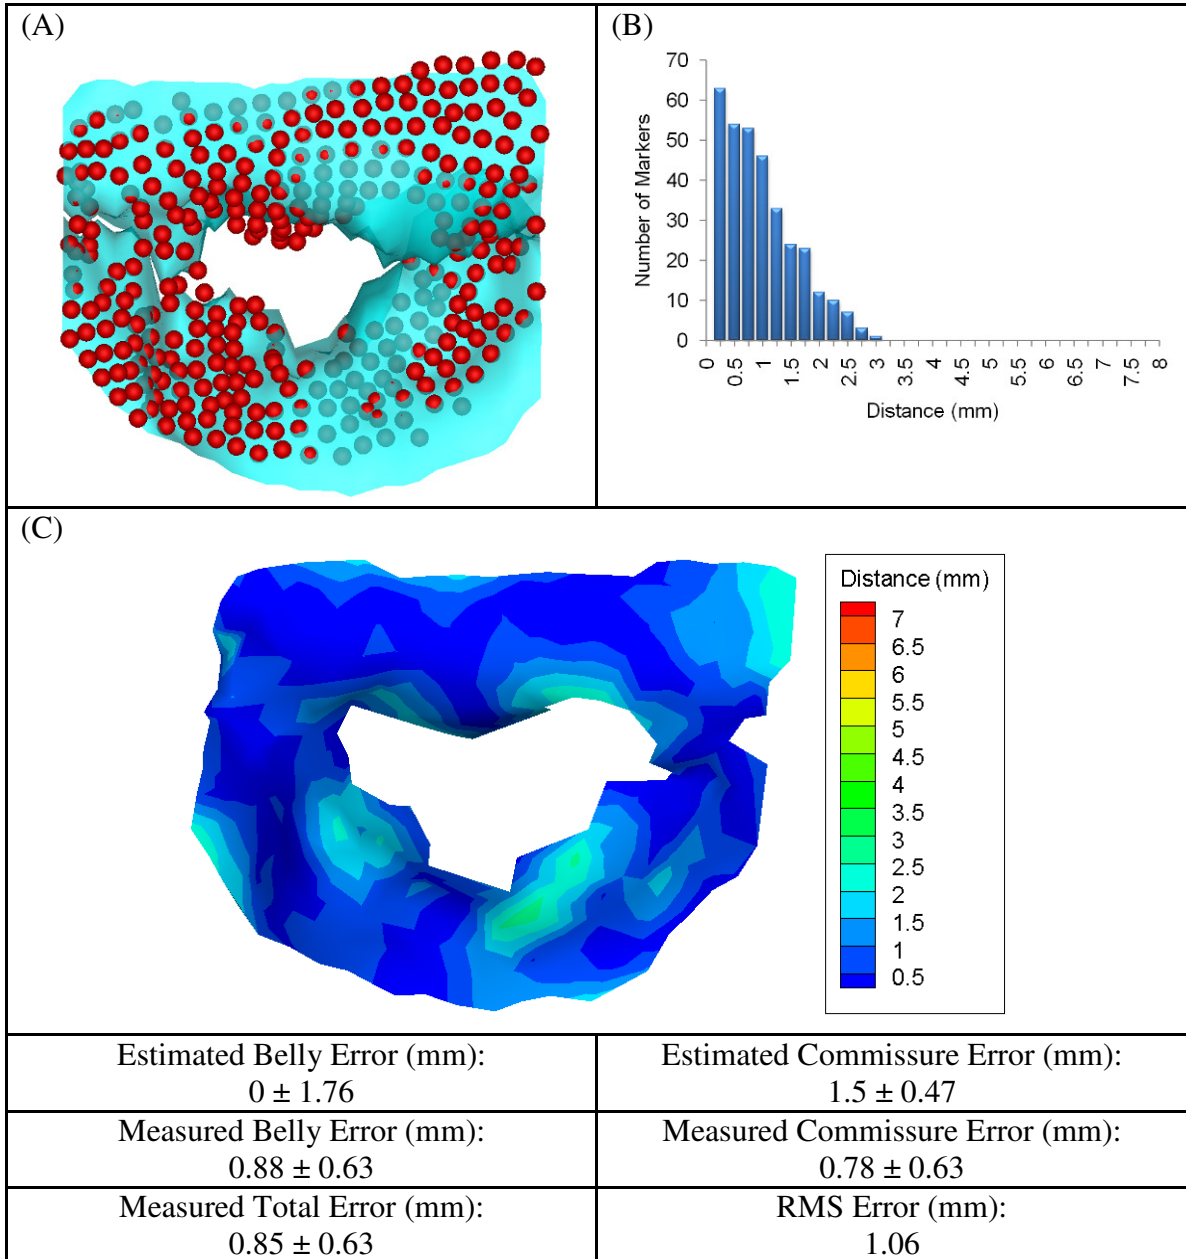 (A)
(B)
70
60
50
40
30
20
10
0
Number of Markers
0 0.5 1 1.5 2 2.5 3 3.5 4 4.5 5 5.5 6 6.5 7 7.5 8
Distance (mm)
(C)
Distance (mm)
7
6.5
6
5.5
5
4.5
4
3.5
3
2.5
2
1.5
1
0.5
Estimated Belly Error (mm):
0 ± 1.76
Estimated Commissure Error (mm):
1.5 ± 0.47
Measured Belly Error (mm):
0.88 ± 0.63
Measured Commissure Error (mm):
0.78 ± 0.63
Measured Total Error (mm):
0.85 ± 0.63
RMS Error (mm):
1.06